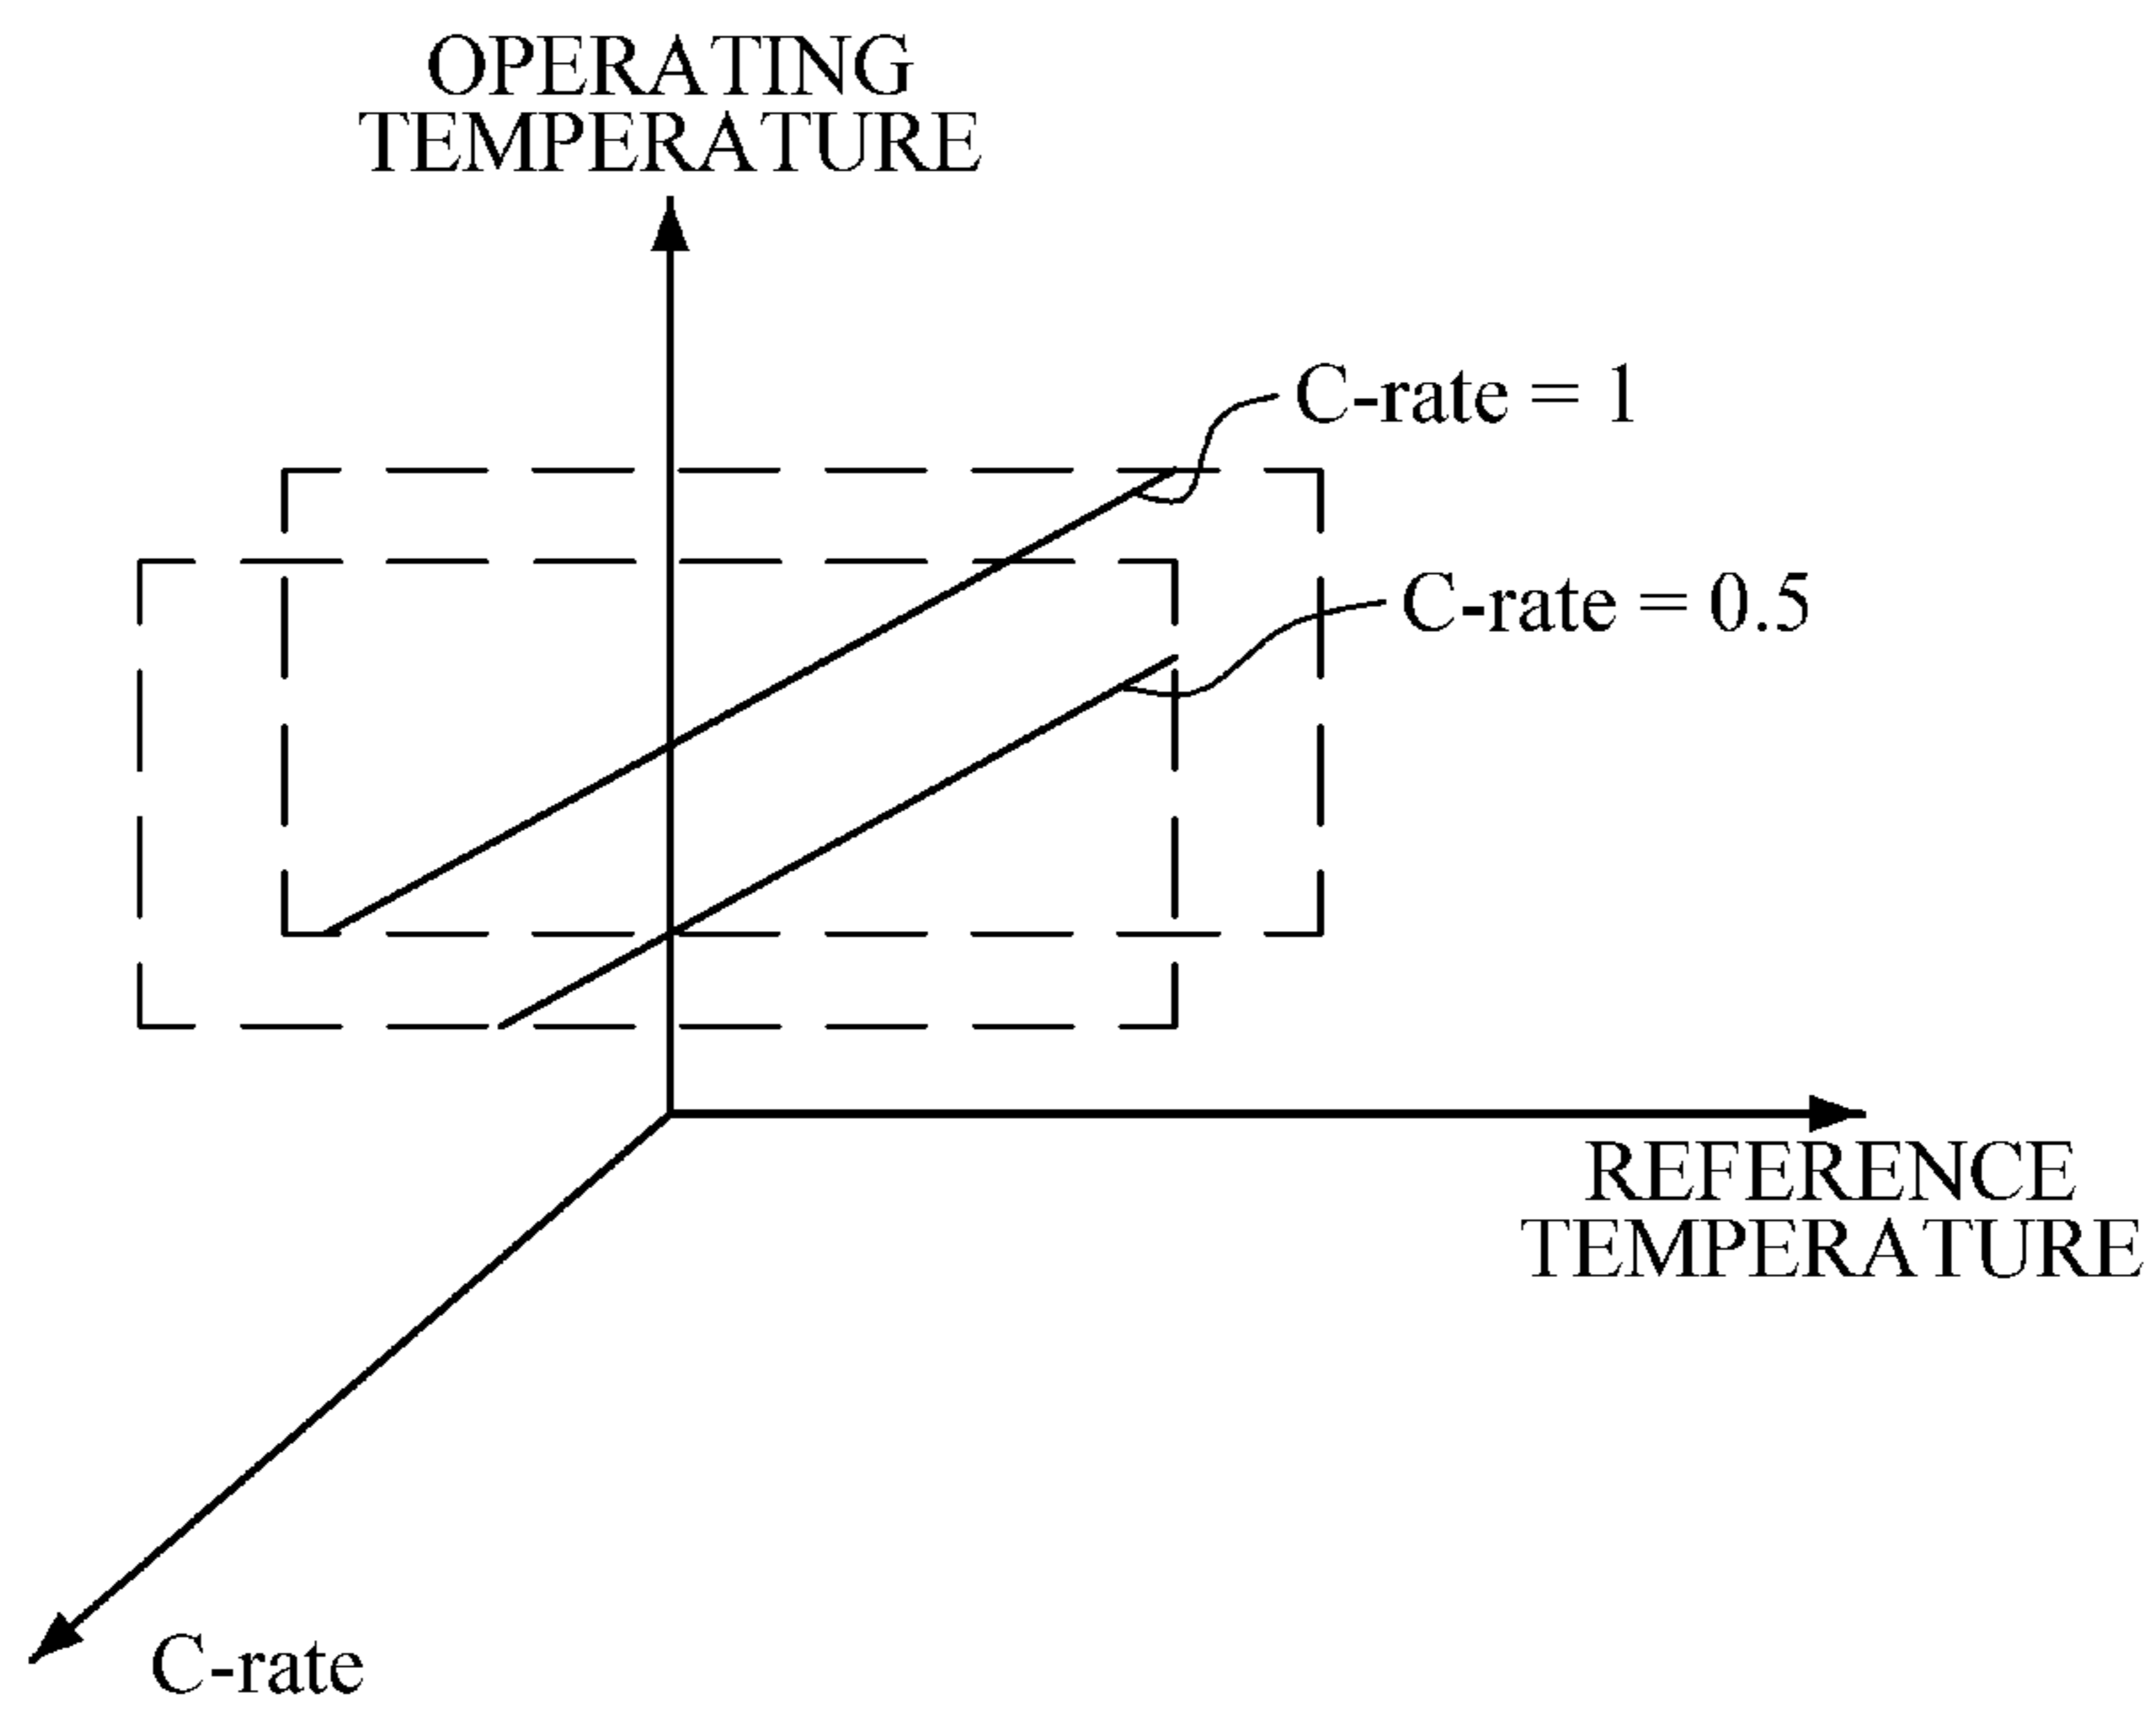 OPERATING
TEMPERATURE
C-rate = 1
C-rate = 0.5
REFERENCE
TEMPERATURE
C-rate